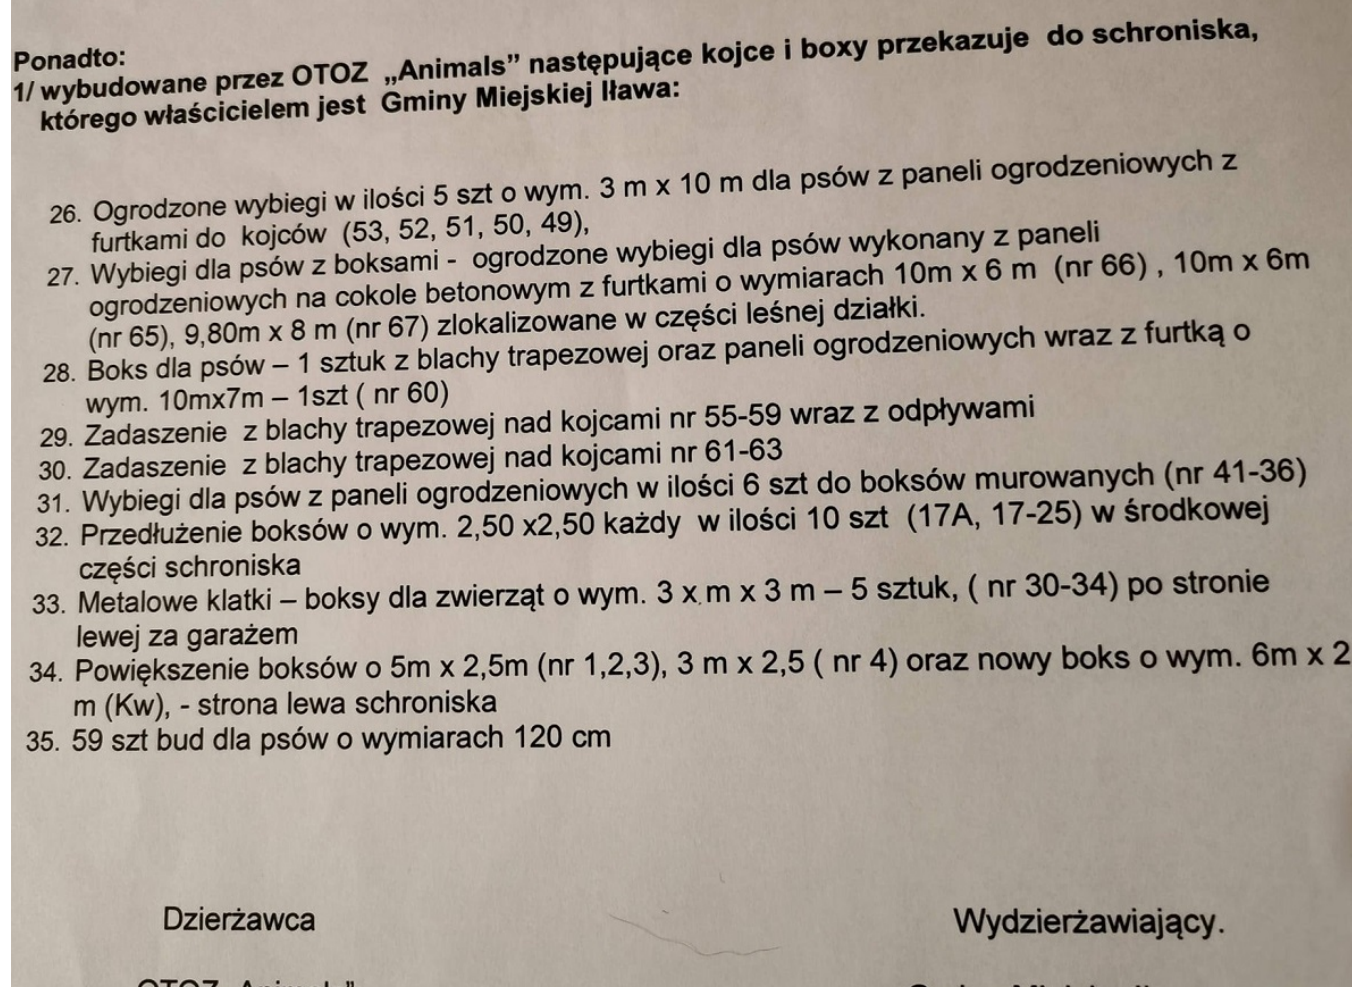 Ponadto:
1/ wybudowane przez OTOZ „Animals” następujące kojce i boxy przekazuje do schroniska,
którego właścicielem jest Gminy Miejskiej Iława:
26. Ogrodzone wybiegi w ilości 5 szt o wym. 3 m x 10 m dla psów z paneli ogrodzeniowych z
furtkami do kojców (53, 52, 51, 50, 49),
27. Wybiegi dla psów z boksami - ogrodzone wybiegi dla psów wykonany z paneli
ogrodzeniowych na cokole betonowym z furtkami o wymiarach 10m x 6 m (nr 66) , 10m x 6m
(nr 65), 9,80m x 8 m (nr 67) zlokalizowane w części leśnej działki.
28. Boks dla psów – 1 sztuk z blachy trapezowej oraz paneli ogrodzeniowych wraz z furtką o
wym. 10mx7m – 1szt ( nr 60)
29. Zadaszenie z blachy trapezowej nad kojcami nr 55-59 wraz z odpływami
30. Zadaszenie z blachy trapezowej nad kojcami nr 61-63
31. Wybiegi dla psów z paneli ogrodzeniowych w ilości 6 szt do boksów murowanych (nr 41-36)
32. Przedłużenie boksów o wym. 2,50 x2,50 każdy w ilości 10 szt (17A, 17-25) w środkowej
części schroniska
33. Metalowe klatki – boksy dla zwierząt o wym. 3 x m x 3 m – 5 sztuk, ( nr 30-34) po stronie
lewej za garażem
34. Powiększenie boksów o 5m x 2,5m (nr 1,2,3), 3 m x 2,5 ( nr 4) oraz nowy boks o wym. 6m x 2
m (Kw), - strona lewa schroniska
35. 59 szt bud dla psów o wymiarach 120 cm
Dzierżawca
Wydzierżawiający.